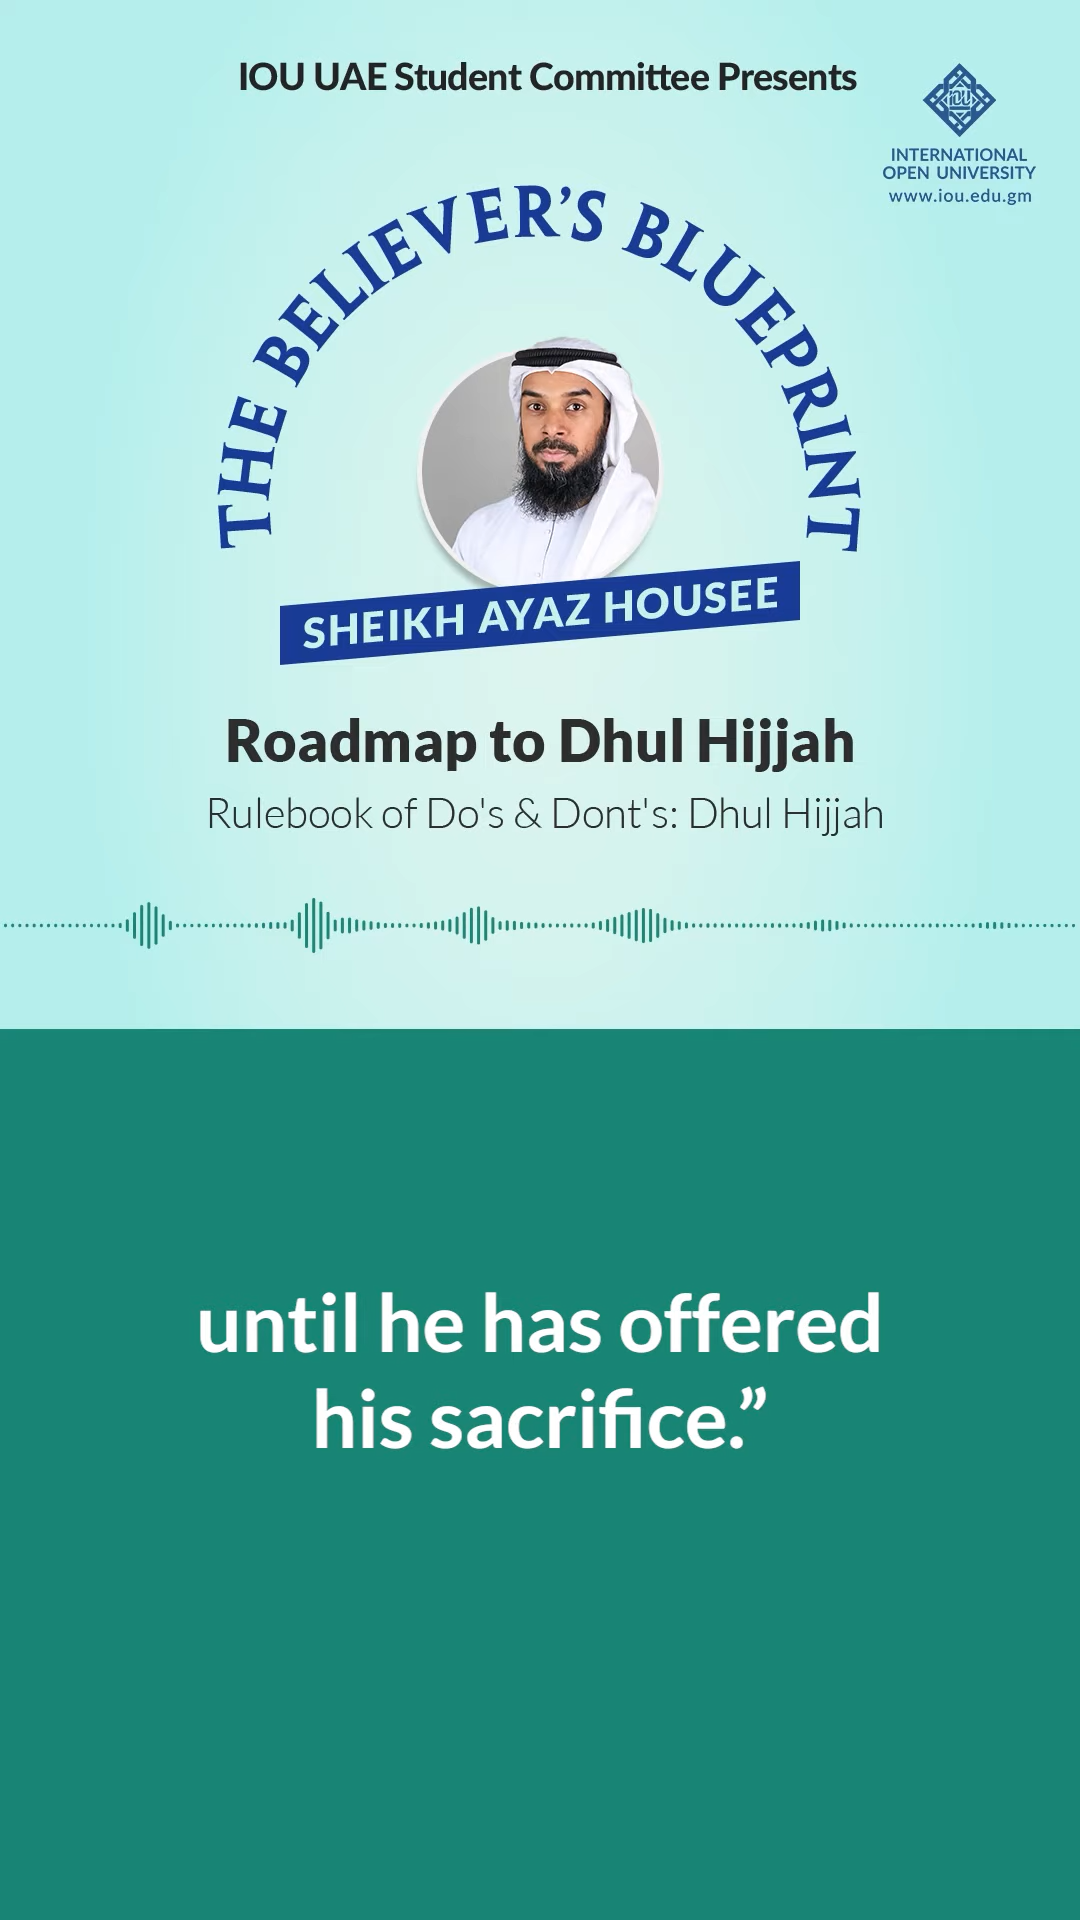 IOU UAE Student Committee Presents
iou
INTERNATIONAL
OPEN UNIVERSITY
www.iou.edu.gm
THE BELIEVER’S BLUEPRINT
SHEIKH AYAZ HOUSEE
Roadmap to Dhul Hijjah
Rulebook of Do's & Dont's: Dhul Hijjah
until he has offered
his sacrifice.”